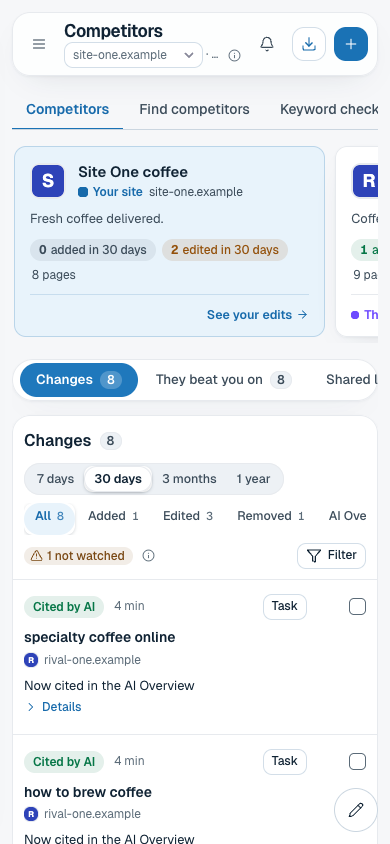 Competitors
site-one.example
· …
Competitors
Find competitors
Keyword check
S
Site One coffee
Your site site-one.example
Fresh coffee delivered.
0 added in 30 days
2 edited in 30 days
8 pages
See your edits →
R
Coffe
1 a
9 pa
Th
Changes 8
They beat you on 8
Shared l
Changes 8
7 days
30 days
3 months
1 year
All 8
Added 1
Edited 3
Removed 1
AI Ove
1 not watched
Filter
Cited by AI
4 min
Task
specialty coffee online
R rival-one.example
Now cited in the AI Overview
Details
Cited by AI
4 min
Task
how to brew coffee
R rival-one.example
Now cited in the AI Overview